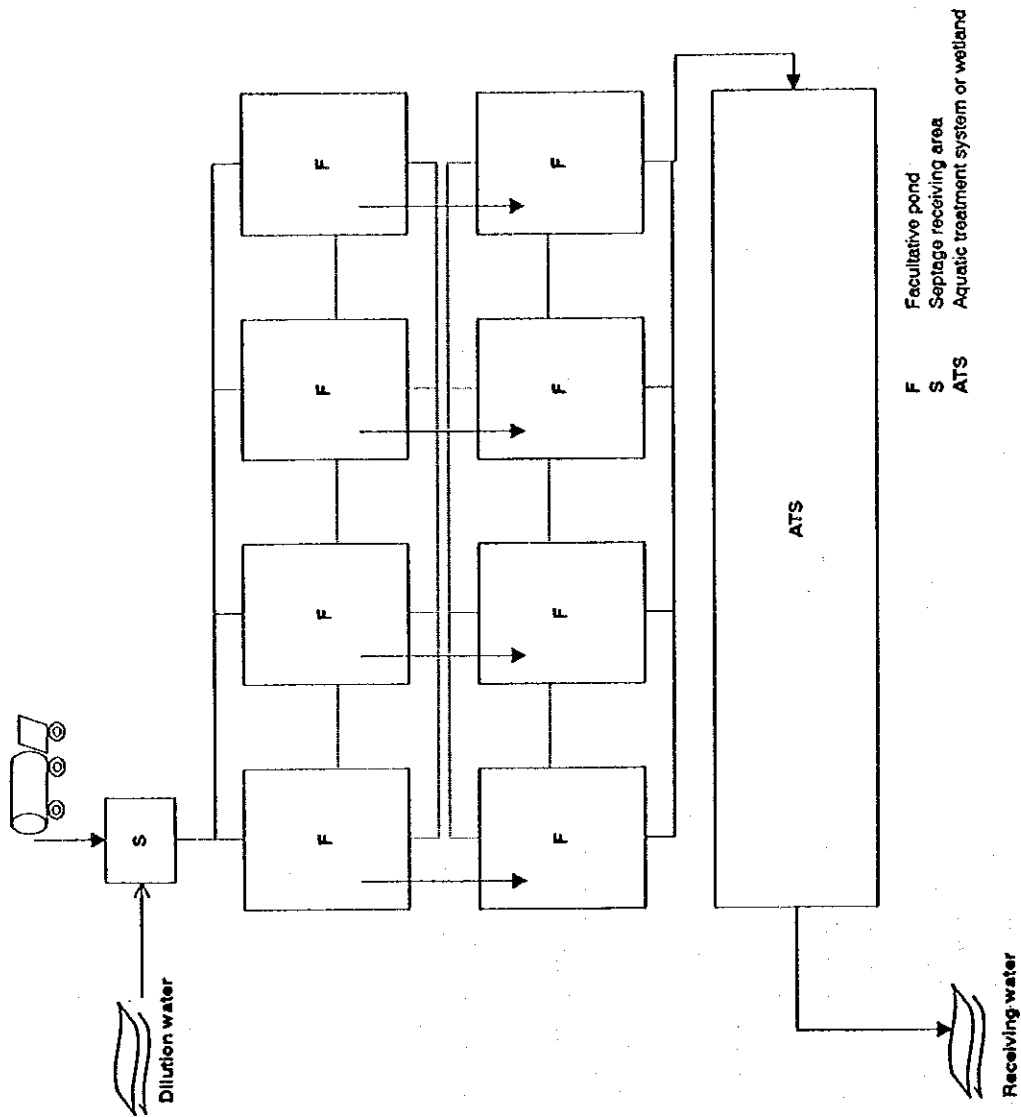 Dilution water
S
F
F
F
F
F
F
F
F
ATS
Receiving water
F Facultative pond
S Septage receiving area
ATS Aquatic treatment system or wetland